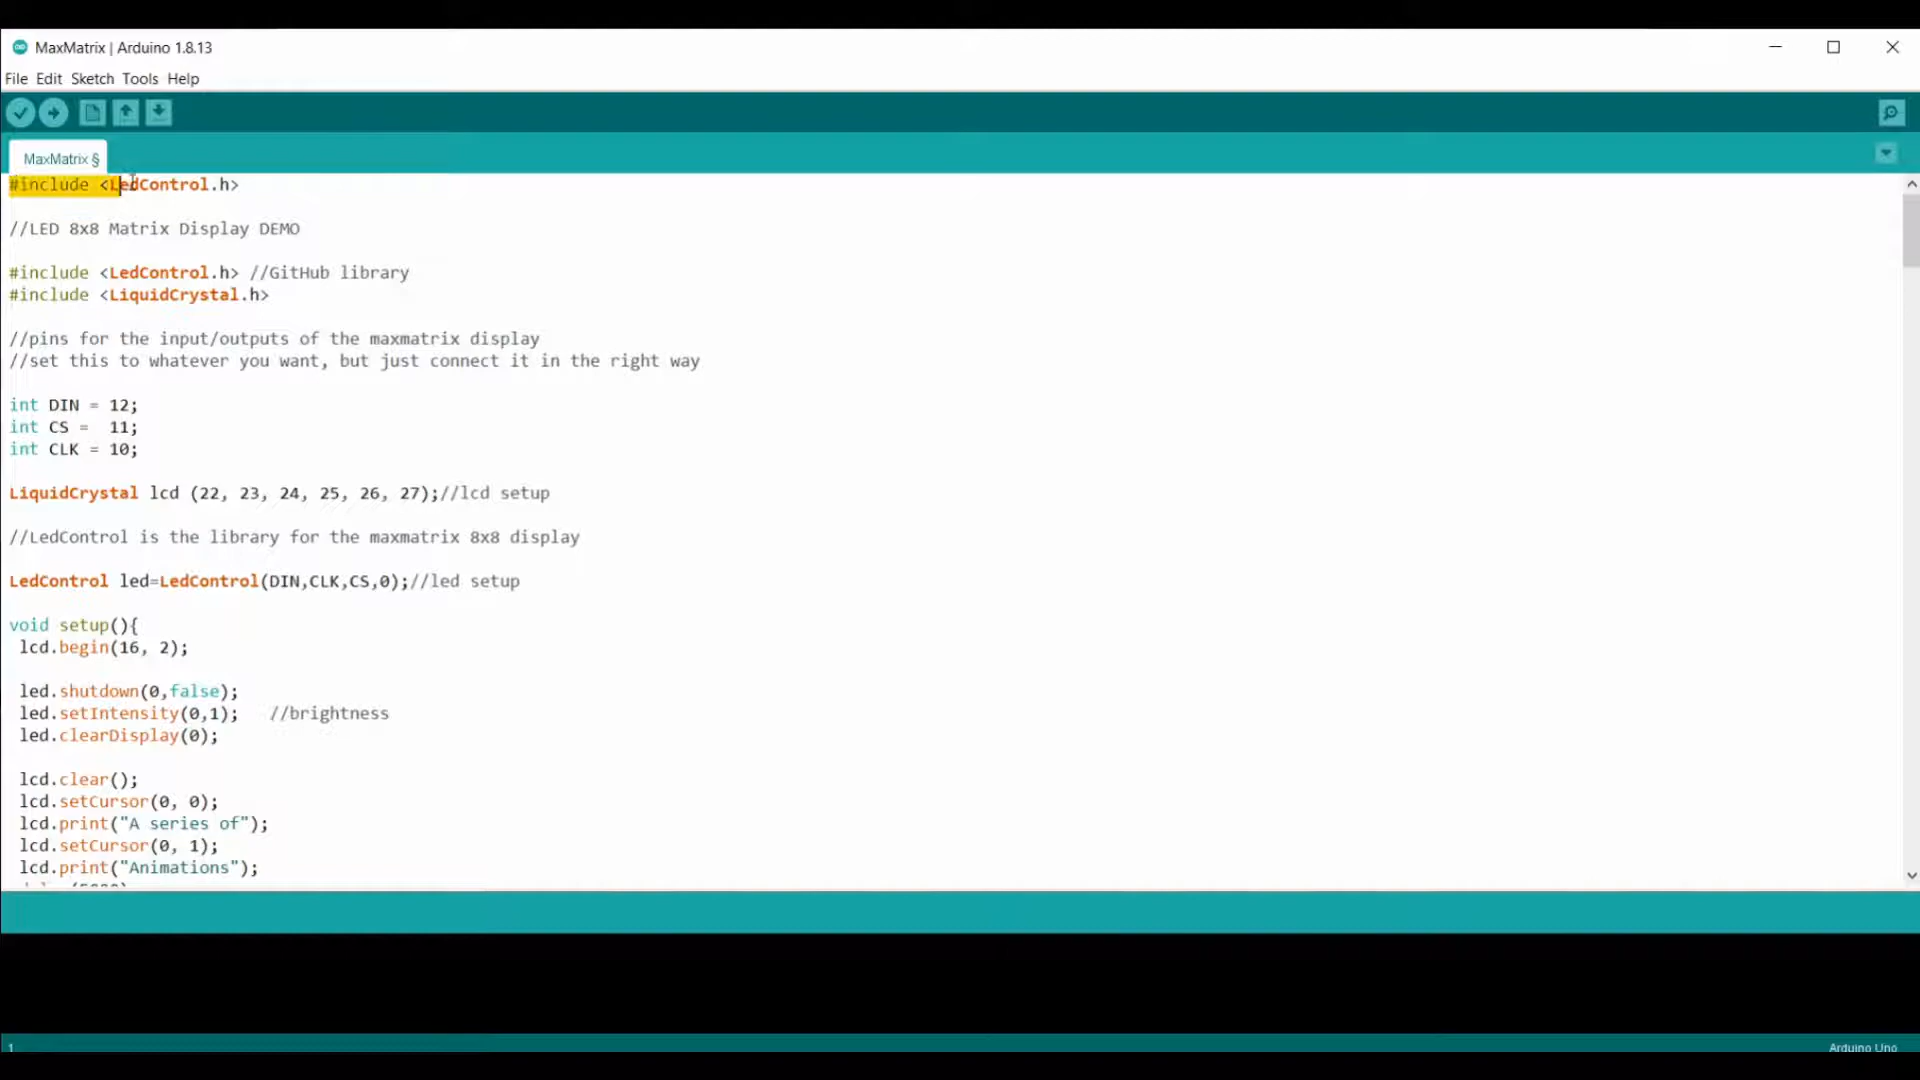 MaxMatrix | Arduino 1.8.13
File Edit Sketch Tools Help
MaxMatrix §
#include <LedControl.h>
//LED 8x8 Matrix Display DEMO
#include <LedControl.h> //GitHub library
#include <LiquidCrystal.h>
//pins for the input/outputs of the maxmatrix display
//set this to whatever you want, but just connect it in the right way
int DIN = 12;
int CS =  11;
int CLK = 10;
LiquidCrystal lcd (22, 23, 24, 25, 26, 27);//lcd setup
//LedControl is the library for the maxmatrix 8x8 display
LedControl led=LedControl(DIN,CLK,CS,0);//led setup
void setup(){
lcd.begin(16, 2);
led.shutdown(0,false);
led.setIntensity(0,1);   //brightness
led.clearDisplay(0);
lcd.clear();
lcd.setCursor(0, 0);
lcd.print("A series of");
lcd.setCursor(0, 1);
lcd.print("Animations");
1
Arduino Uno